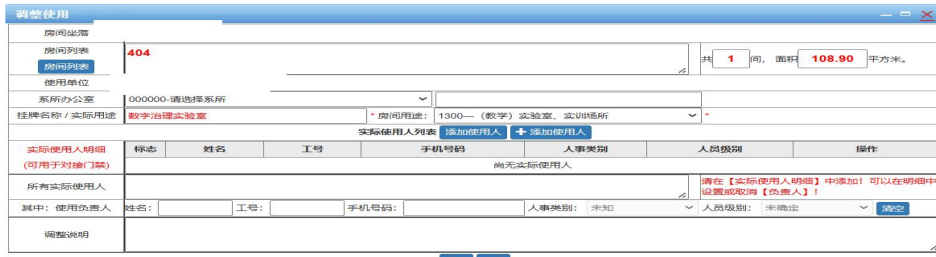 调整使用
房间坐落
房间列表 404 共 1 间, 面积 108.90 平方米。
房间列表
使用单位
系所办公室 000000-请选择系所
挂牌名称 / 实际用途 数字治理实验室 * 房间用途: 1300— (教学) 实验室、实训场所 *
实际使用人列表 添加使用人 + 添加使用人
实际使用人明细 标志 姓名 工号 手机号码 人事类别 人员级别 操作
(可用于对接门禁) 尚无实际使用人
所有实际使用人 请在【实际使用人明细】中添加! 可以在明细中
设置或取消【负责人】!
其中: 使用负责人 姓名: 工号: 手机号码: 人事类别: 未知 人员级别: 未确定 清空
调整说明